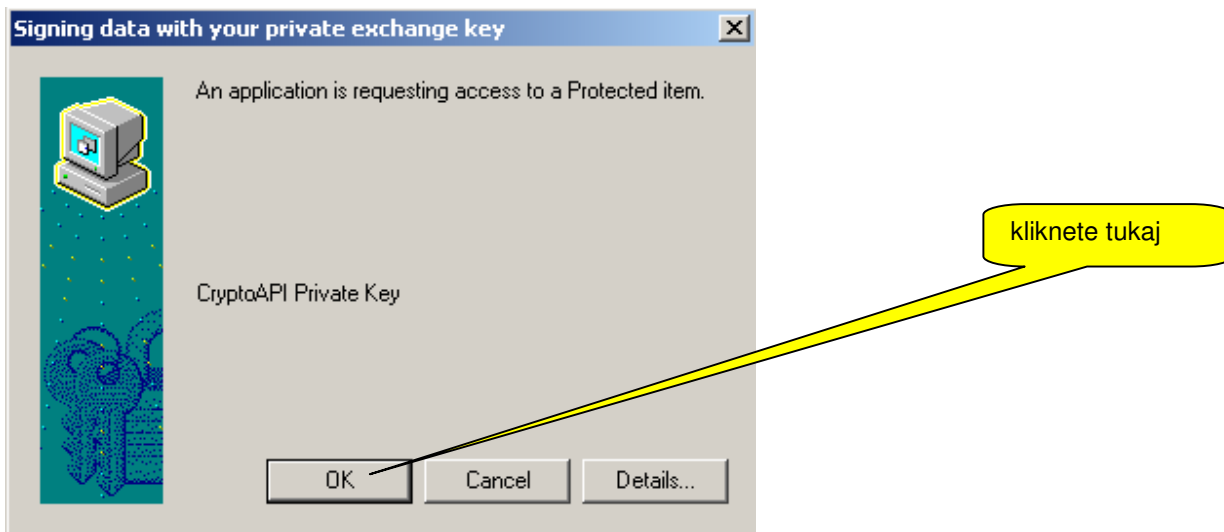 Signing data with your private exchange key
An application is requesting access to a Protected item.
kliknete tukaj
CryptoAPI Private Key
OK Cancel Details...